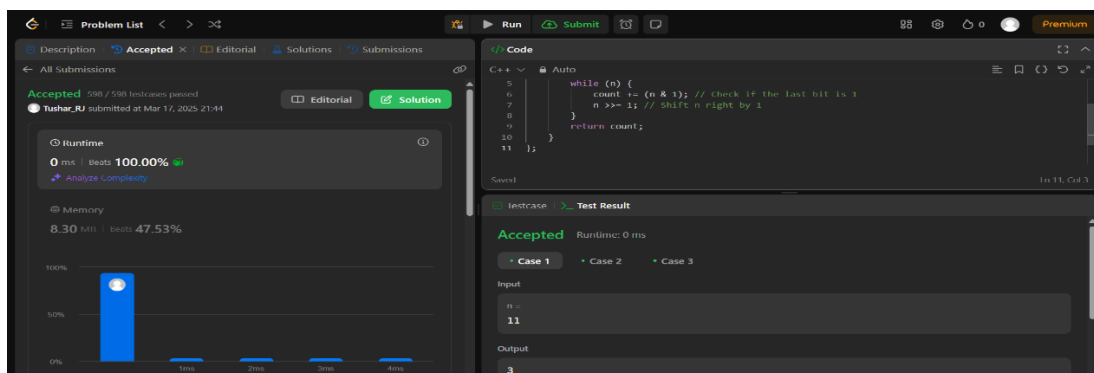 Problem List
Run
Submit
0
Premium
Description
Accepted
Editorial
Solutions
Submissions
All Submissions
Accepted 598 / 598 testcases passed
Tushar_RJ submitted at Mar 17, 2025 21:44
Editorial
Solution
Runtime
0 ms | Beats 100.00%
Analyze Complexity
Memory
8.30 MB | Beats 47.53%
100%
50%
0%
1ms 2ms 3ms 4ms
</> Code
C++ Auto
5 while (n) {
6 count += (n & 1); // Check if the last bit is 1
7 n >>= 1; // Shift n right by 1
8 }
9 return count;
10 }
11 };
Saved
Ln 11, Col 3
Testcase
>_ Test Result
Accepted Runtime: 0 ms
• Case 1 • Case 2 • Case 3
Input
n =
11
Output
3